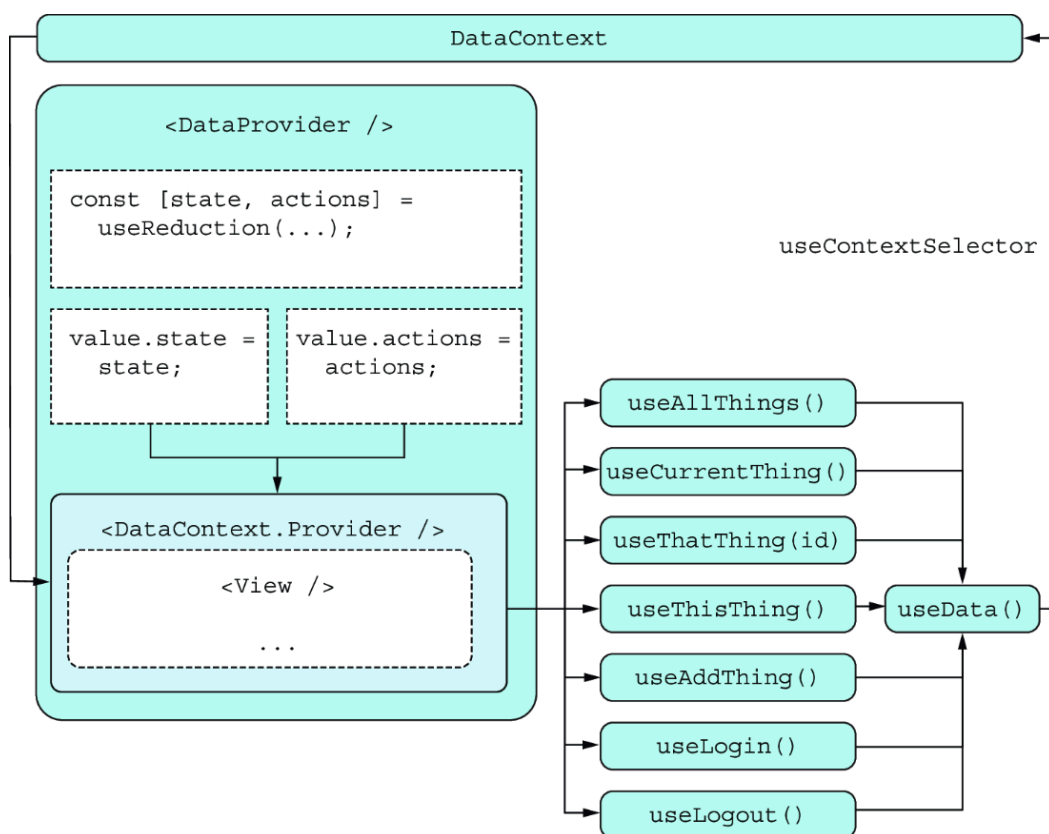 DataContext
<DataProvider />
const [state, actions] =
useReduction(...);
value.state =
state;
value.actions =
actions;
<DataContext.Provider />
<View />
...
useContextSelector
useAllThings()
useCurrentThing()
useThatThing(id)
useThisThing()
useAddThing()
useLogin()
useLogout()
useData()